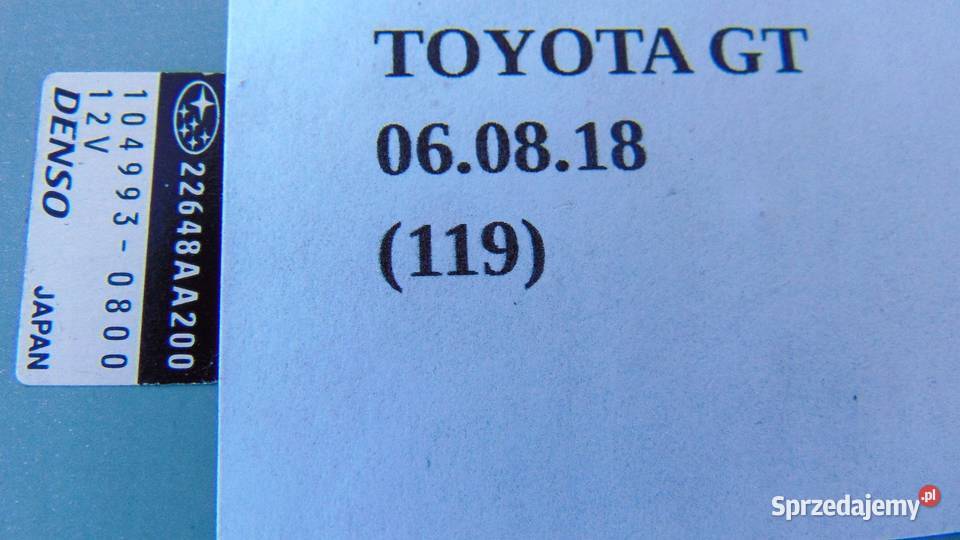 22648AA200
104993-0800
12V
DENSO JAPAN
TOYOTA GT
06.08.18
(119)
Sprzedajemy.pl